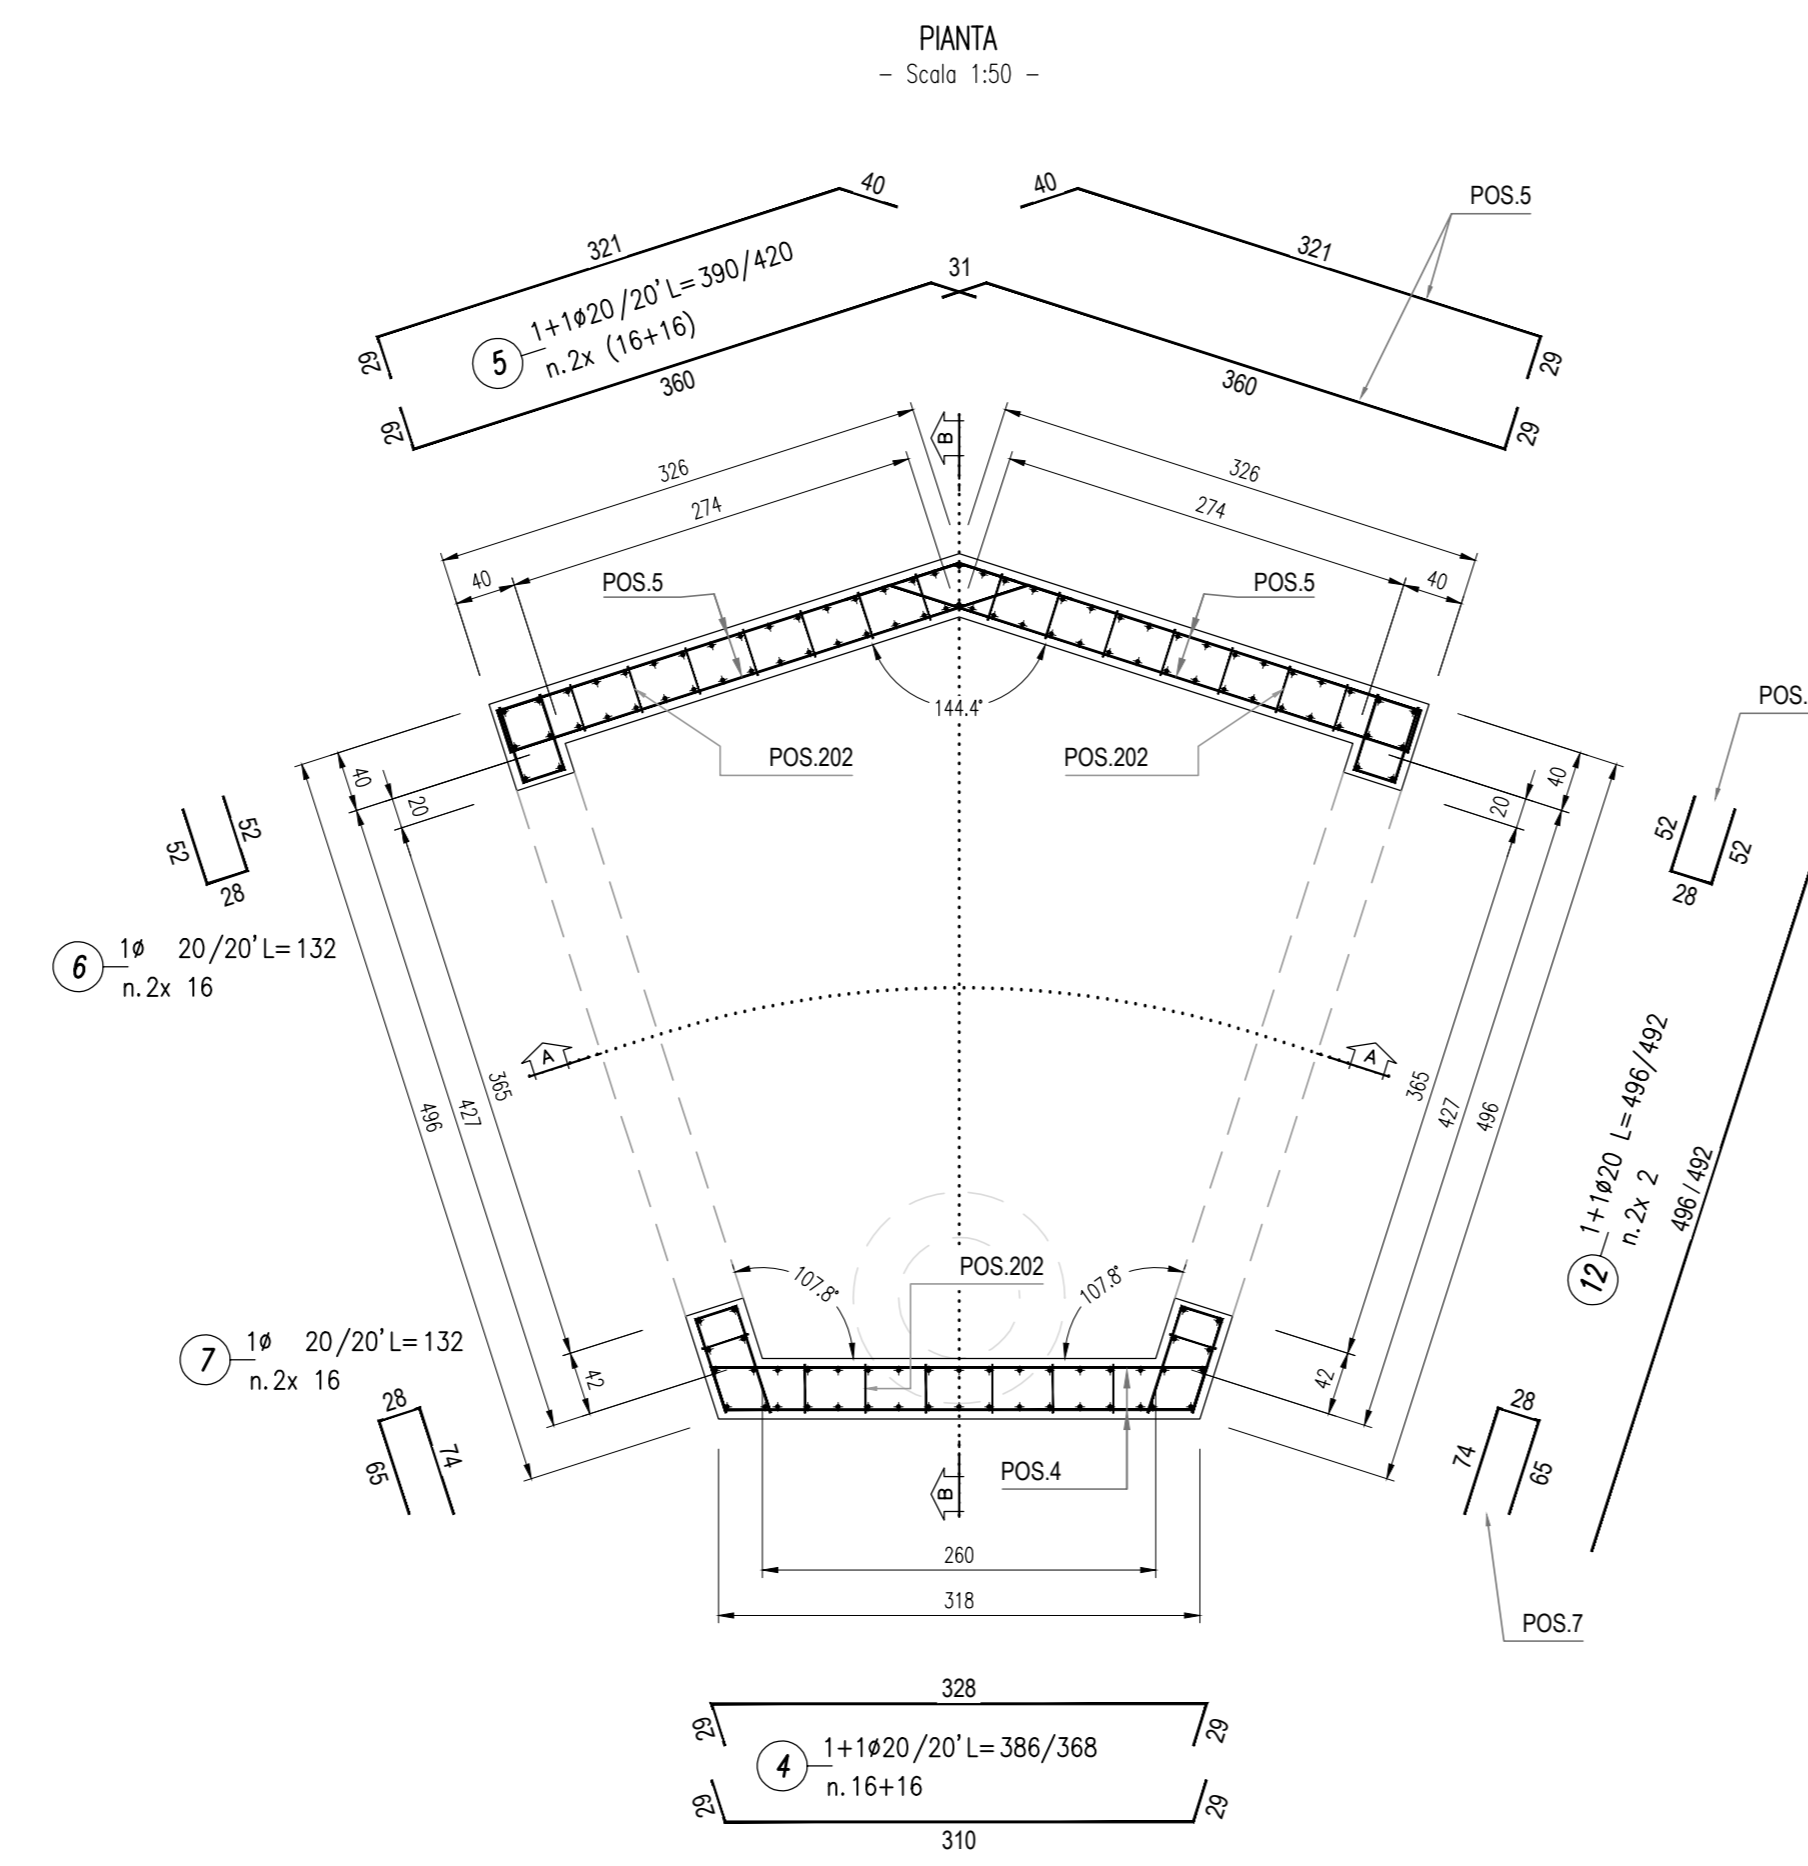 PIANTA
- Scala 1:50 -
40
40
POS.5
321
321
31
5
1+1ø20/20'L=390/420
n.2x (16+16)
29
29
360
360
29
29
B
326
326
274
274
40
40
POS.5
POS.5
144.4°
POS.202
POS.202
POS.
40
20
40
20
52
52
28
52
52
28
6
1ø 20/20'L=132
n.2x 16
A
A
365
427
496
365
427
496
12
1+1ø20 L=496/492
n.2x 2
496/492
107.8°
107.8°
POS.202
7
1ø 20/20'L=132
n.2x 16
28
65
74
42
42
28
74
65
POS.4
B
260
318
POS.7
328
29
29
4
1+1ø20/20'L=386/368
n.16+16
29
29
310